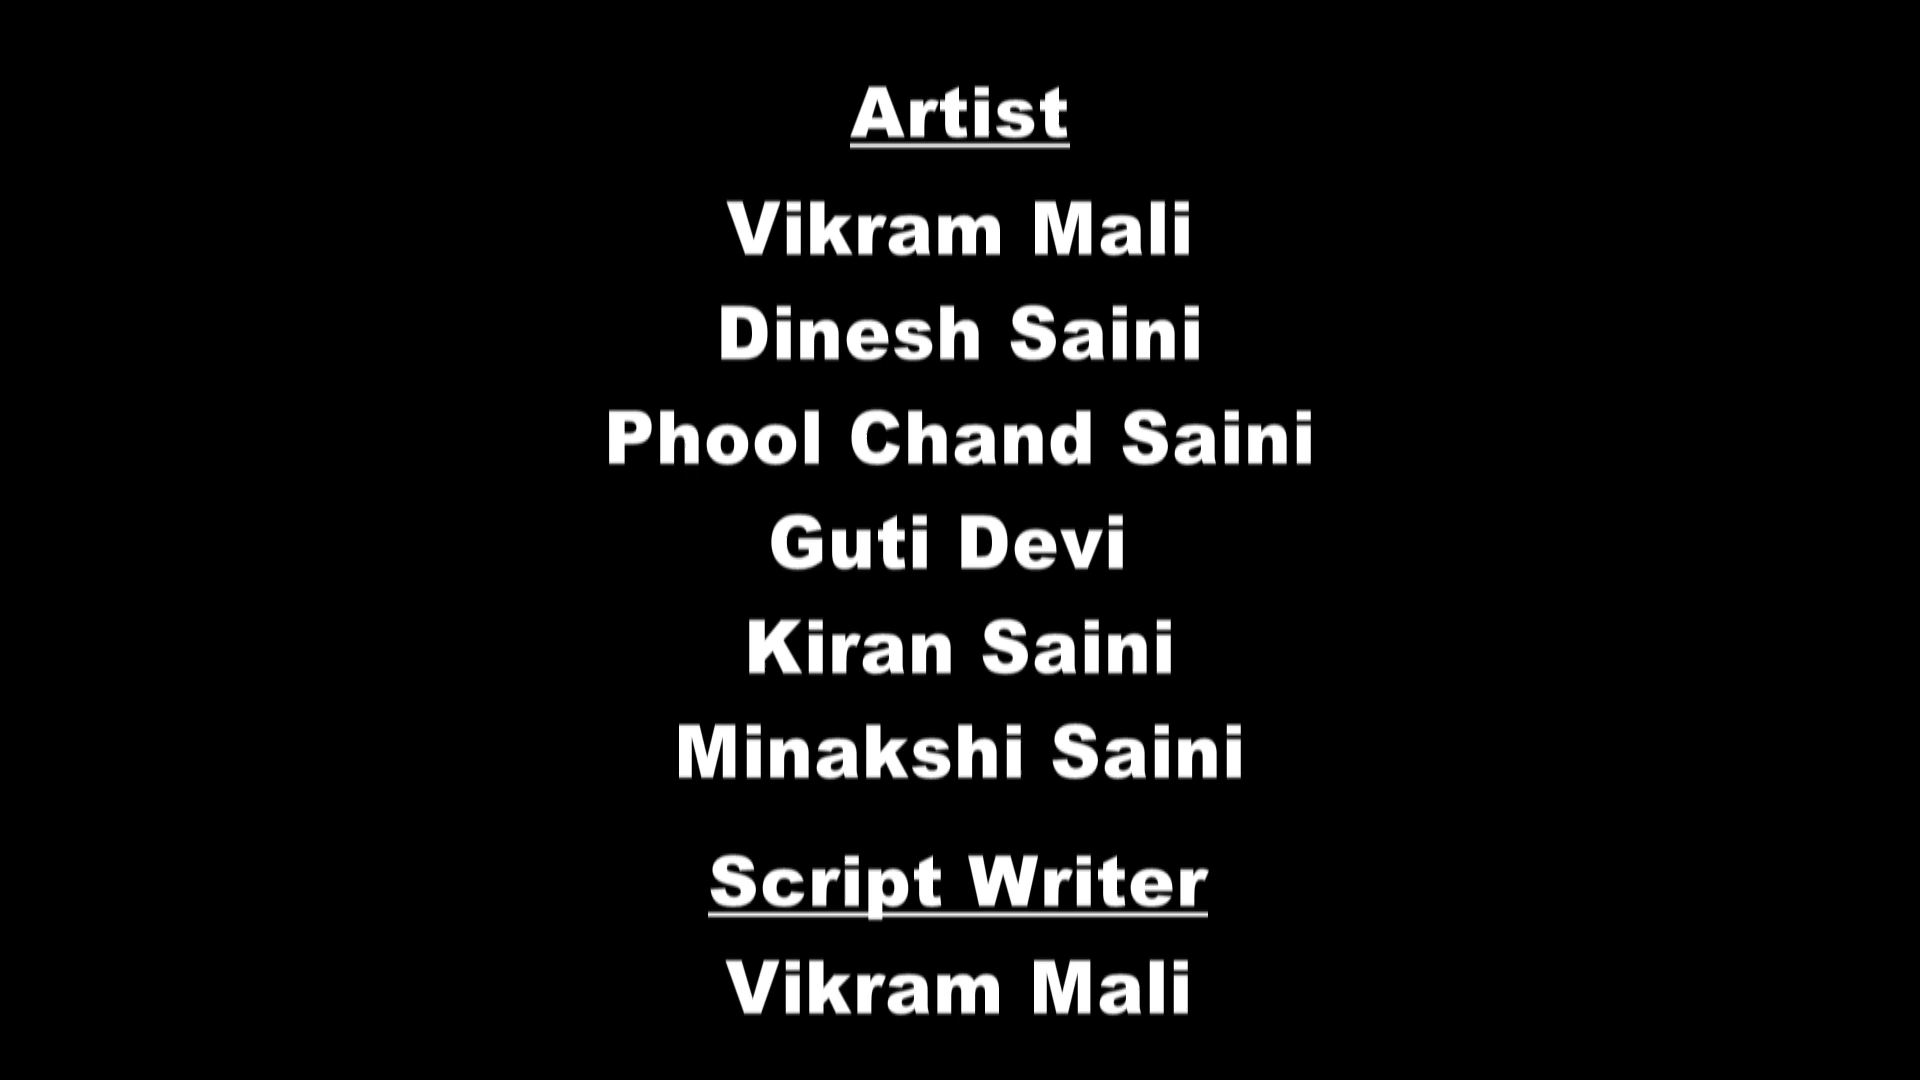 Artist
Vikram Mali
Dinesh Saini
Phool Chand Saini
Guti Devi
Kiran Saini
Minakshi Saini
Script Writer
Vikram Mali